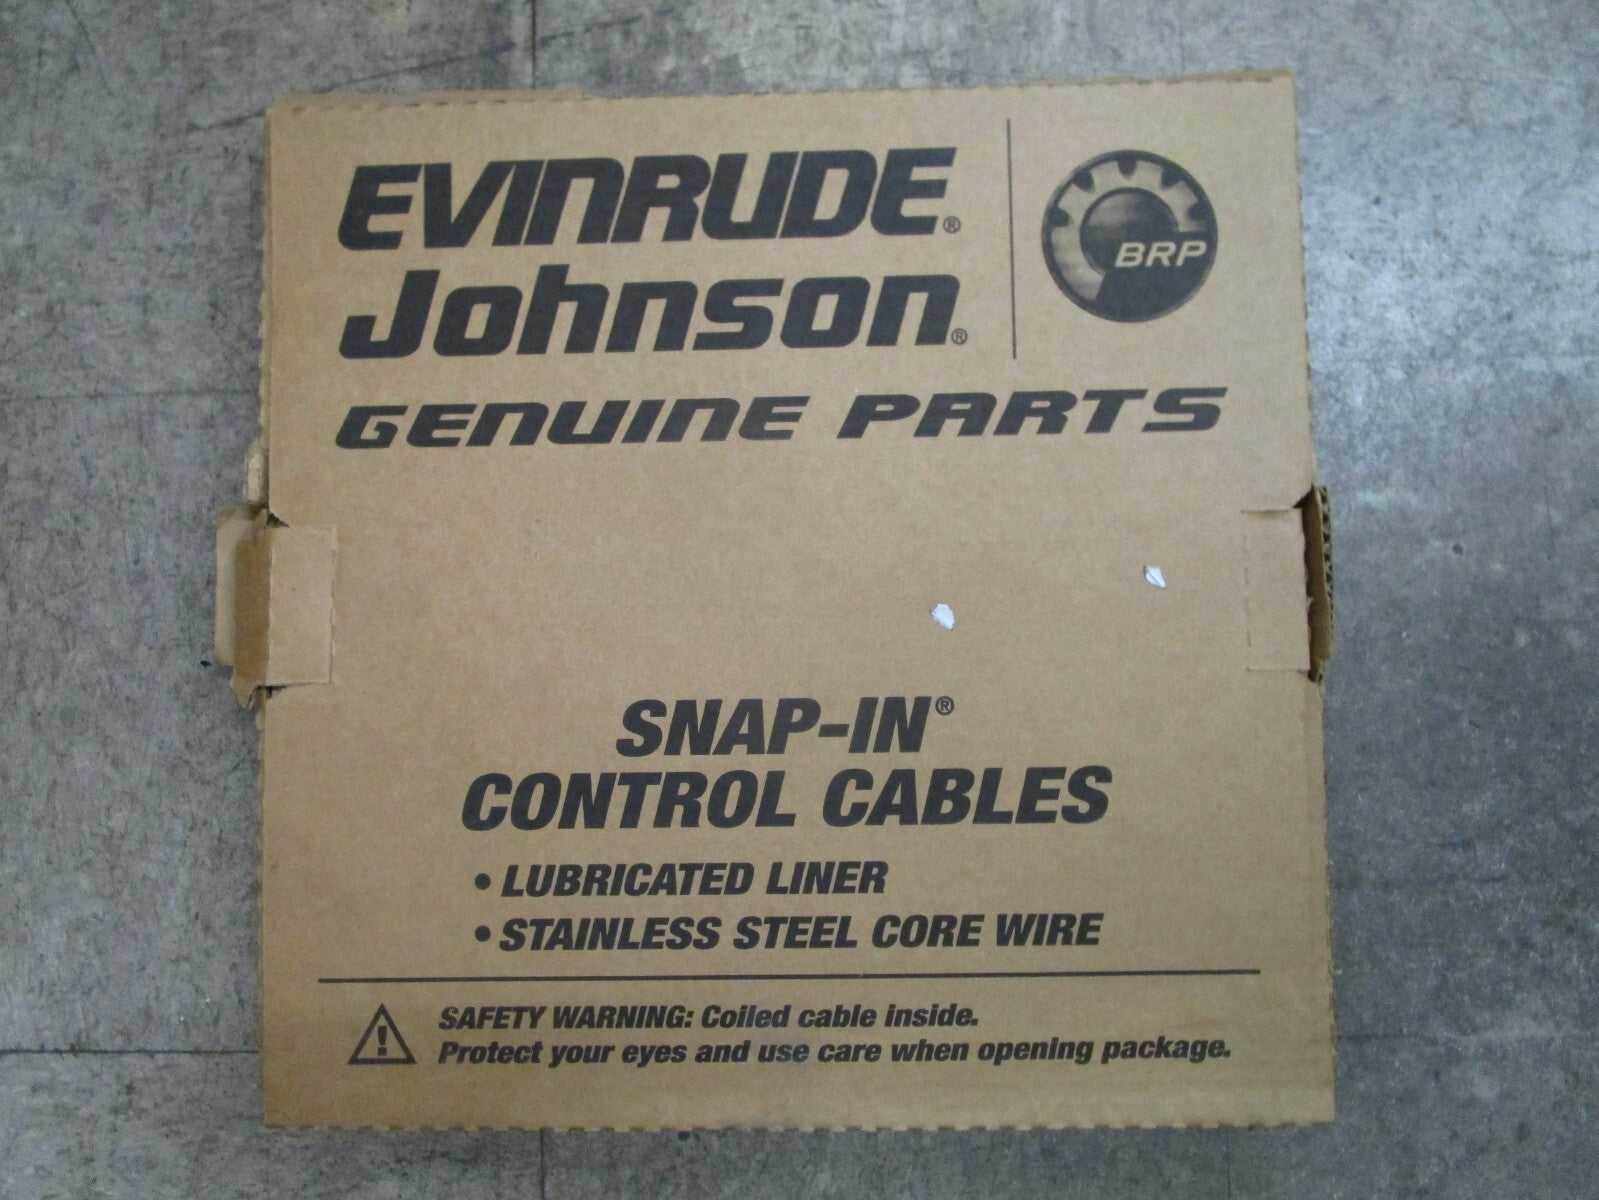 EVINRUDE®
Johnson®
BRP
GENUINE PARTS
SNAP-IN®
CONTROL CABLES
• LUBRICATED LINER
• STAINLESS STEEL CORE WIRE
SAFETY WARNING: Coiled cable inside.
Protect your eyes and use care when opening package.